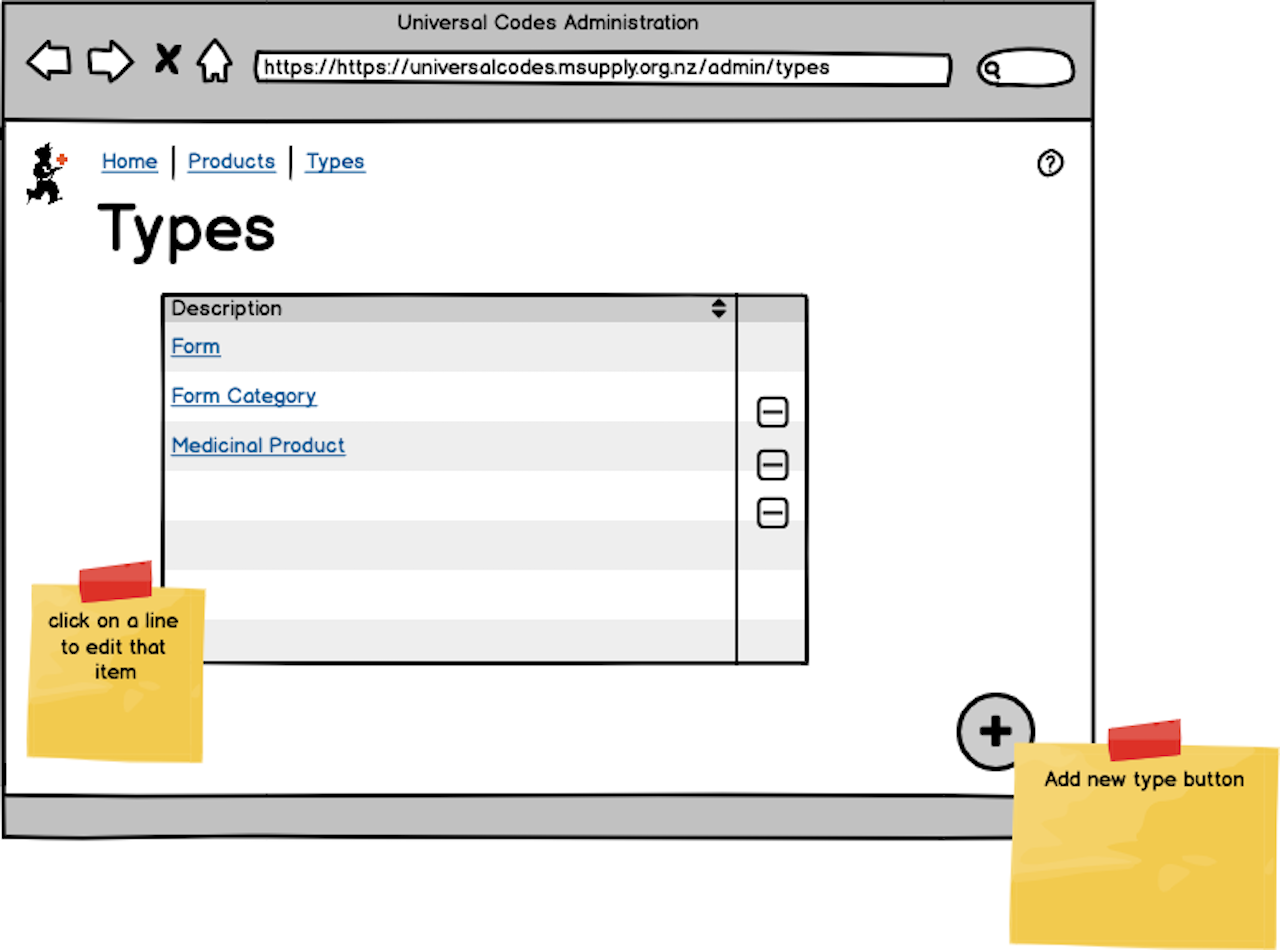 Universal Codes Administration
https://https://universalcodes.msupply.org.nz/admin/types
Home | Products | Types
Types
Description
Form
Form Category
Medicinal Product
click on a line
to edit that
item
Add new type button